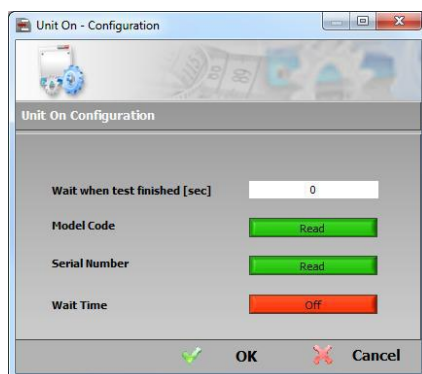 Unit On - Configuration
Unit On Configuration
Wait when test finished [sec] 0
Model Code Read
Serial Number Read
Wait Time Off
OK Cancel